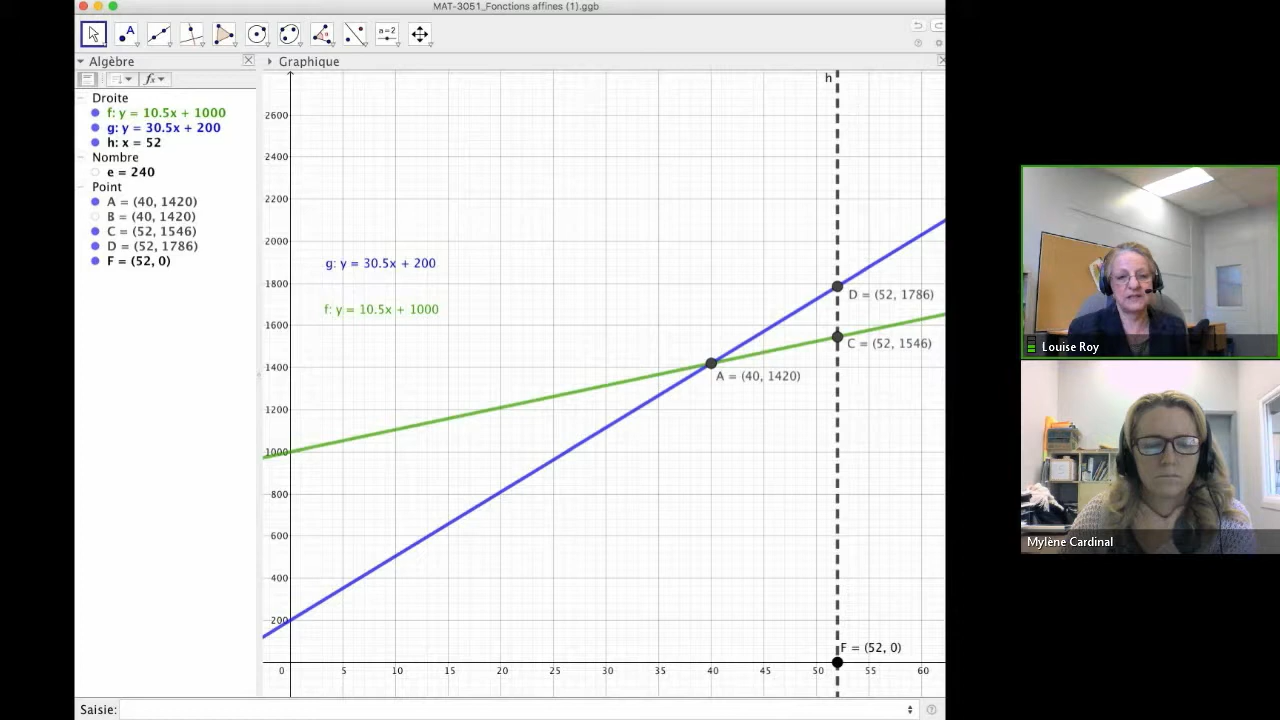 MAT-3051_Fonctions affines (1).ggb
A
a=2
Algèbre
Graphique
fx
Droite
f: y = 10.5x + 1000
g: y = 30.5x + 200
h: x = 52
Nombre
e = 240
Point
A = (40, 1420)
B = (40, 1420)
C = (52, 1546)
D = (52, 1786)
F = (52, 0)
h
2600
2400
2200
2000
1800
1600
1400
1200
1000
800
600
400
200
g: y = 30.5x + 200
f: y = 10.5x + 1000
D = (52, 1786)
C = (52, 1546)
A = (40, 1420)
F = (52, 0)
0 5 10 15 20 25 30 35 40 45 50 55 60
Saisie:
Louise Roy
Mylène Cardinal